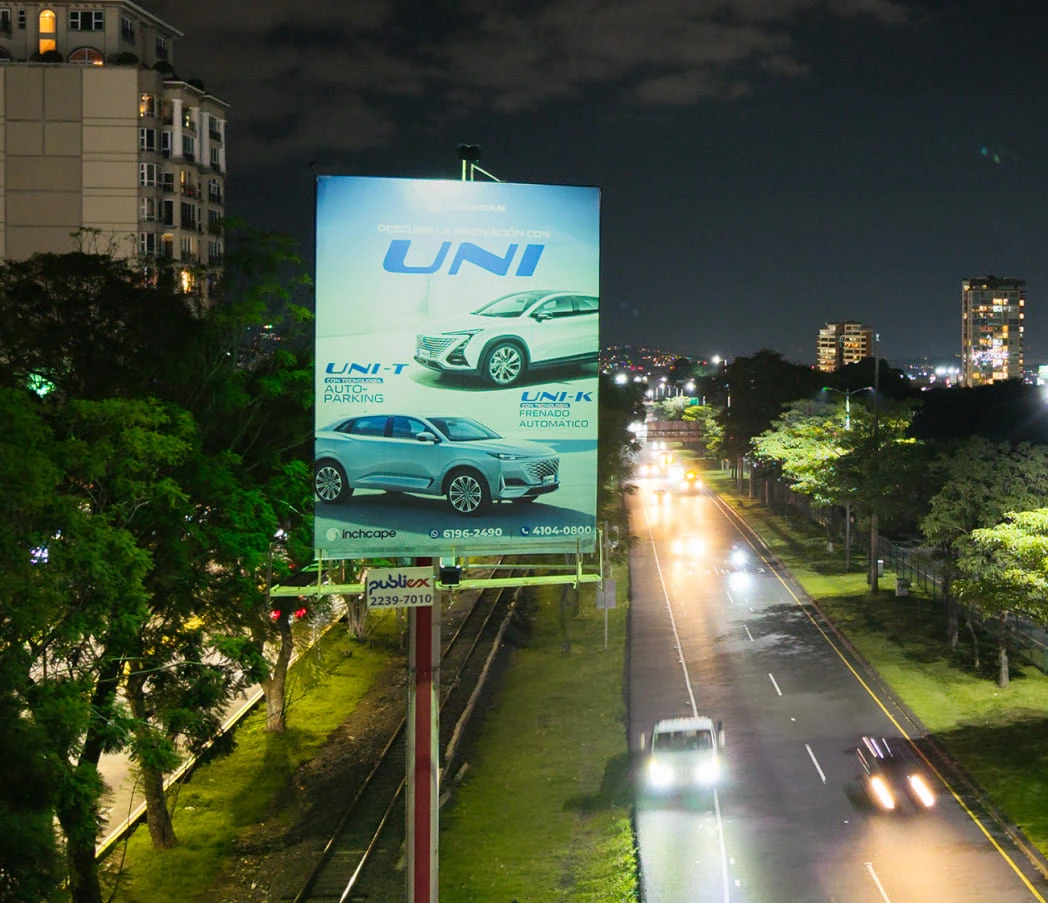 CHANGAN
DESCUBRE LA INNOVACIÓN CON
UNI
UNI-T
CON TECNOLOGÍA
AUTO-
PARKING
UNI-K
CON TECNOLOGÍA
FRENADO
AUTOMÁTICO
inchcape
6196-2490
4104-0800
publiex
2239-7010